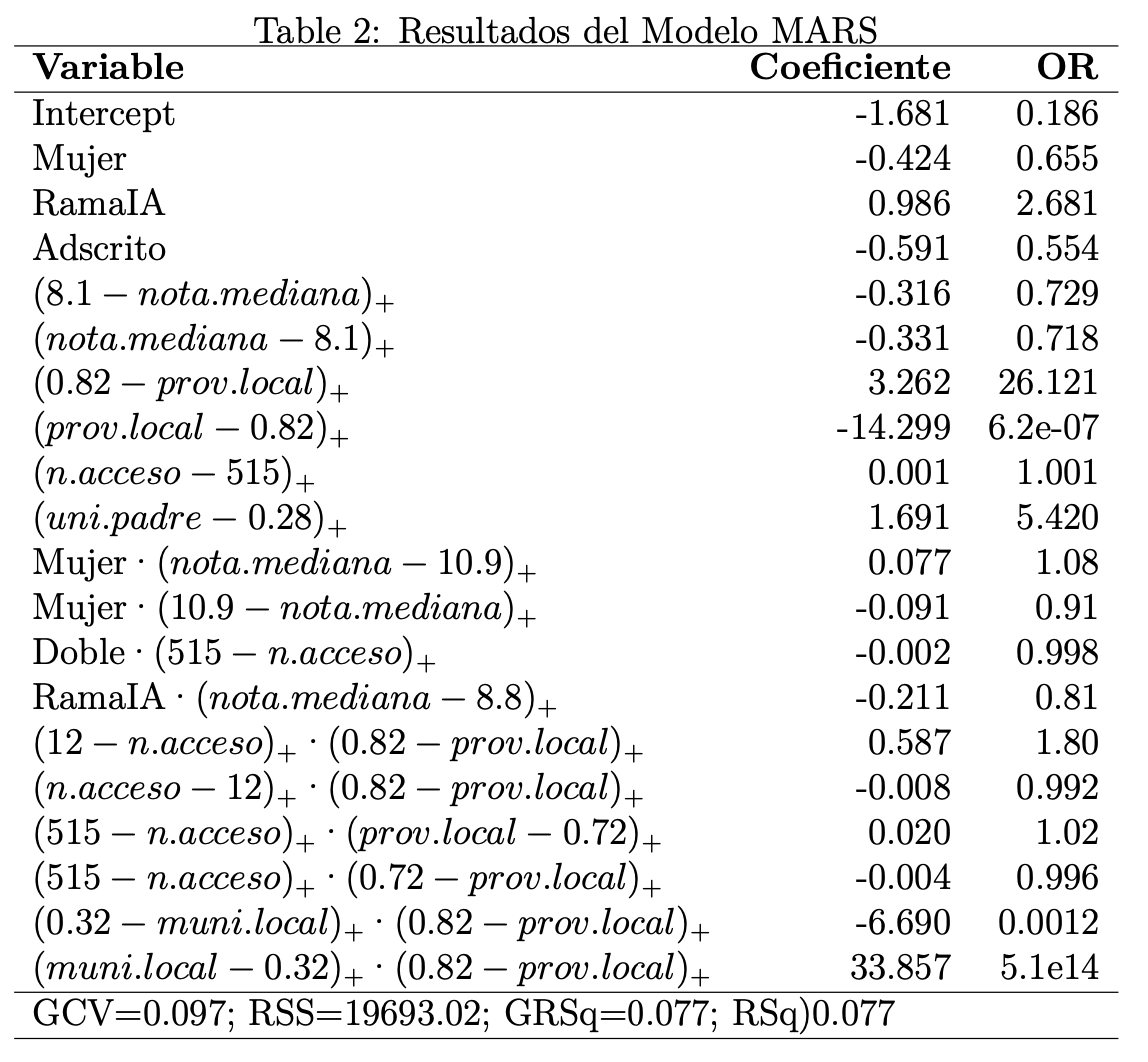 Table 2: Resultados del Modelo MARS
Variable Coeficiente OR
Intercept -1.681 0.186
Mujer -0.424 0.655
RamaIA 0.986 2.681
Adscrito -0.591 0.554
(8.1 − nota.mediana)₊ -0.316 0.729
(nota.mediana − 8.1)₊ -0.331 0.718
(0.82 − prov.local)₊ 3.262 26.121
(prov.local − 0.82)₊ -14.299 6.2e-07
(n.acceso − 515)₊ 0.001 1.001
(uni.padre − 0.28)₊ 1.691 5.420
Mujer · (nota.mediana − 10.9)₊ 0.077 1.08
Mujer · (10.9 − nota.mediana)₊ -0.091 0.91
Doble · (515 − n.acceso)₊ -0.002 0.998
RamaIA · (nota.mediana − 8.8)₊ -0.211 0.81
(12 − n.acceso)₊ · (0.82 − prov.local)₊ 0.587 1.80
(n.acceso − 12)₊ · (0.82 − prov.local)₊ -0.008 0.992
(515 − n.acceso)₊ · (prov.local − 0.72)₊ 0.020 1.02
(515 − n.acceso)₊ · (0.72 − prov.local)₊ -0.004 0.996
(0.32 − muni.local)₊ · (0.82 − prov.local)₊ -6.690 0.0012
(muni.local − 0.32)₊ · (0.82 − prov.local)₊ 33.857 5.1e14
GCV=0.097; RSS=19693.02; GRSq=0.077; RSq)0.077